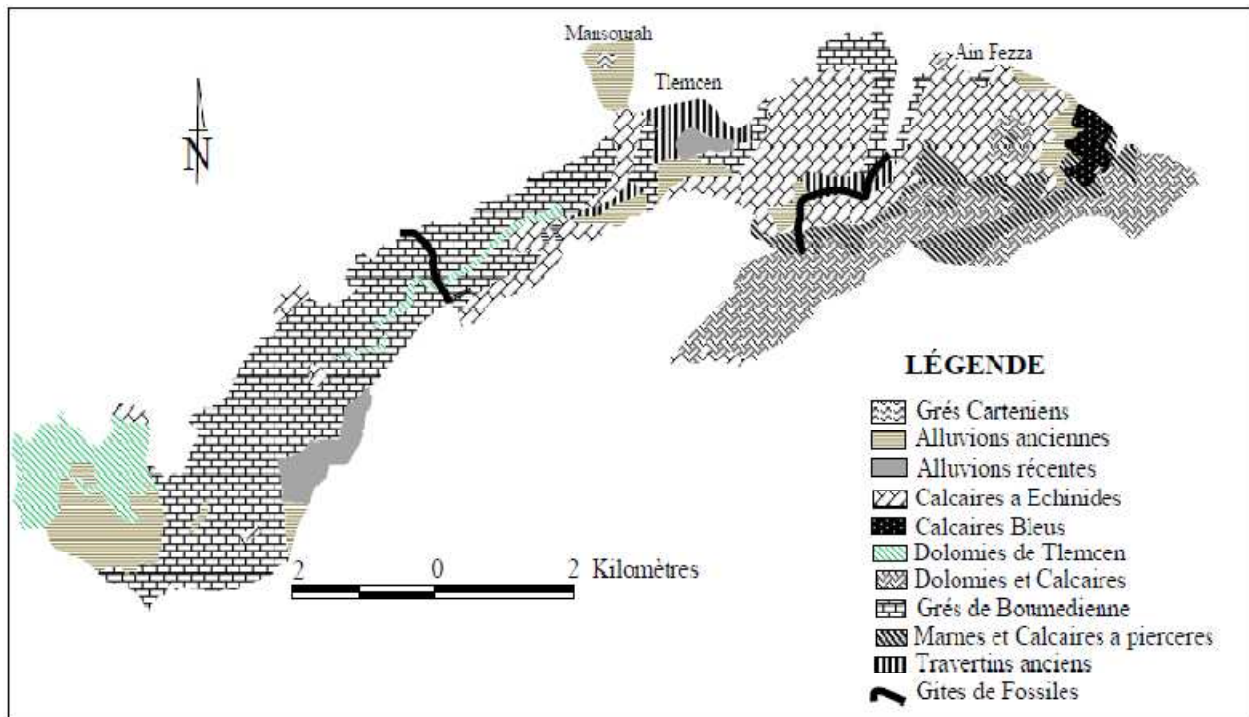 Mansourah
Ain Fezza
Tlemcen
N
LÉGENDE
Grés Carteniens
Alluvions anciennes
Alluvions récentes
Calcaires a Echinides
Calcaires Bleus
Dolomies de Tlemcen
Dolomies et Calcaires
Grés de Boumedienne
Marnes et Calcaires a pierceres
Travertins anciens
Gites de Fossiles
2 0 2 Kilomètres